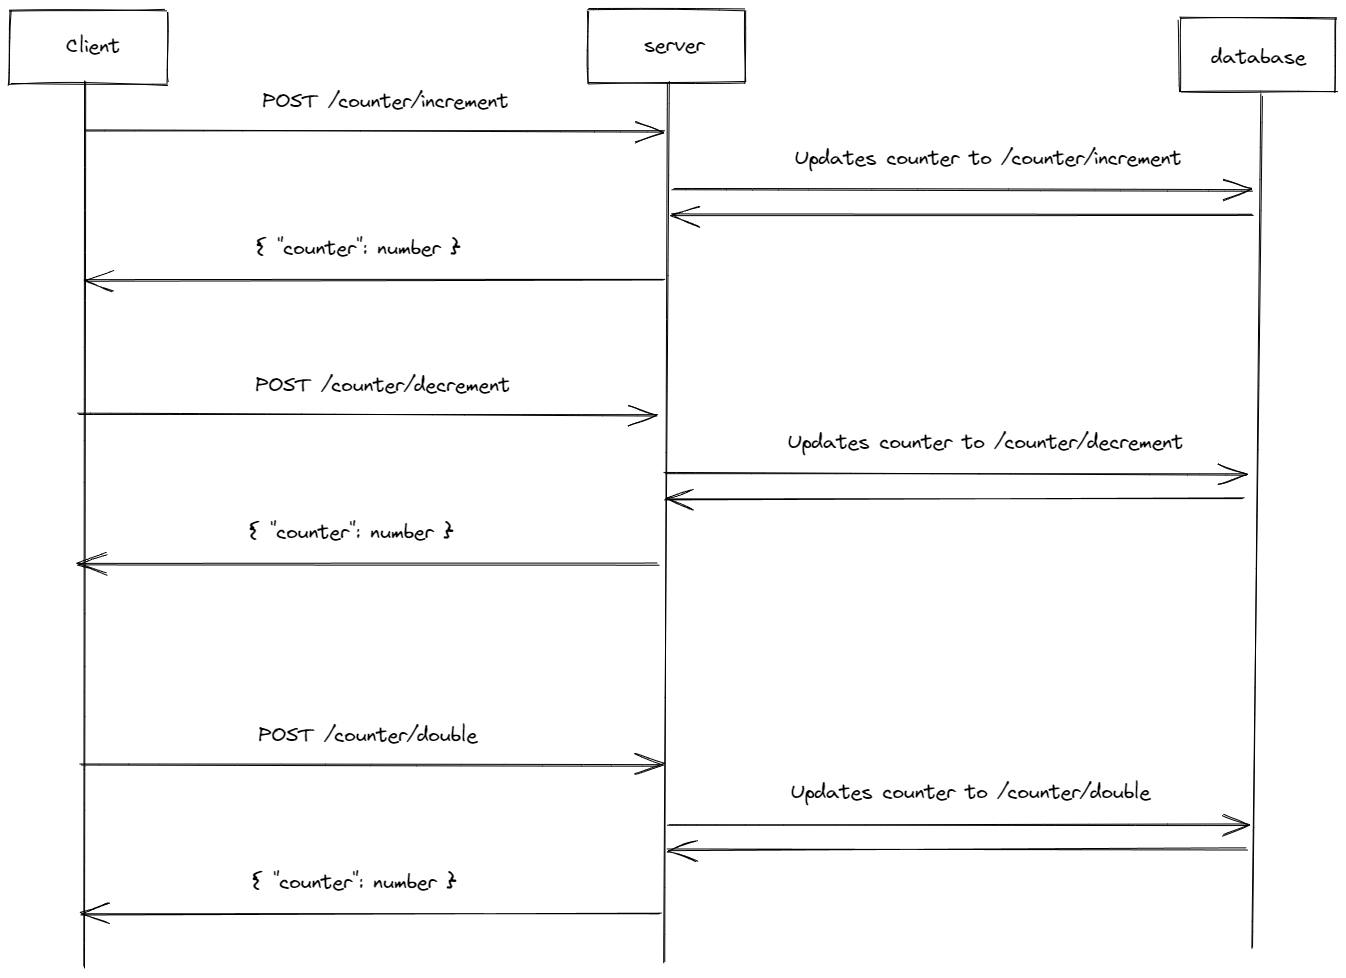 Client
server
database
POST /counter/increment
Updates counter to /counter/increment
{ "counter": number }
POST /counter/decrement
Updates counter to /counter/decrement
{ "counter": number }
POST /counter/double
Updates counter to /counter/double
{ "counter": number }